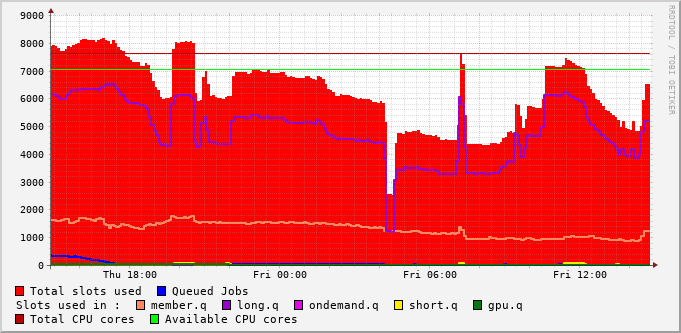 RRDTOOL / TOBI OETIKER
9000
8000
7000
6000
5000
4000
3000
2000
1000
0
Thu 18:00 Fri 00:00 Fri 06:00 Fri 12:00
Total slots used Queued Jobs
Slots used in : member.q long.q ondemand.q short.q gpu.q
Total CPU cores Available CPU cores